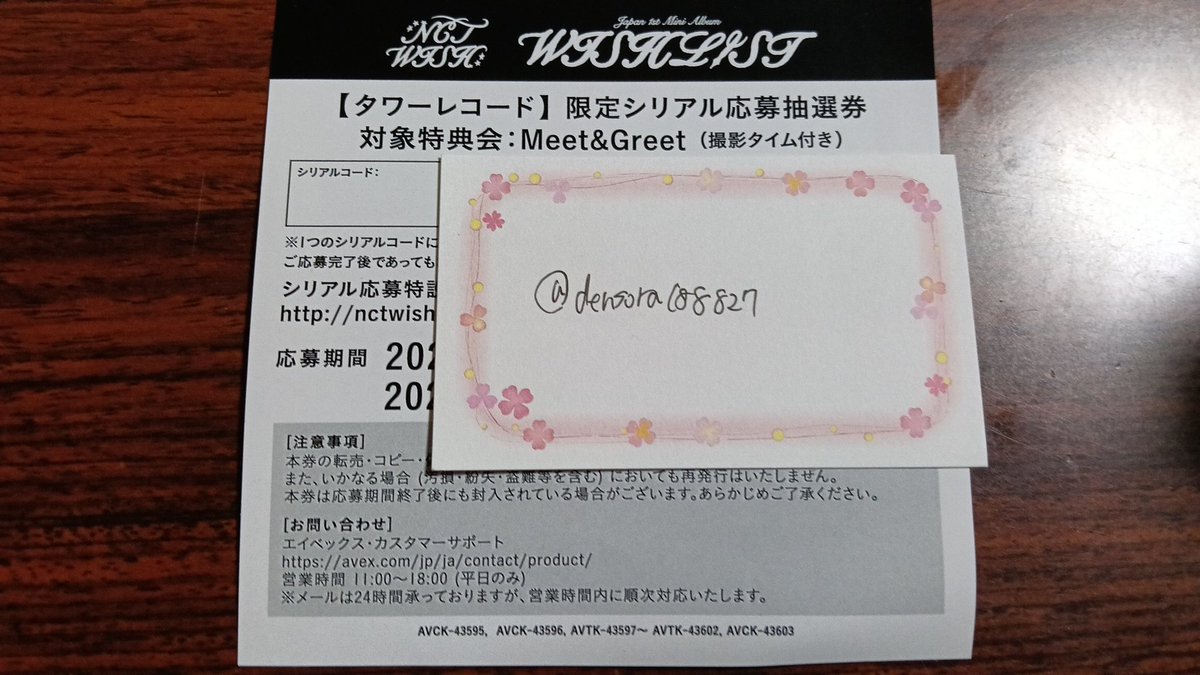 NCT
WISH
Japan 1st Mini Album
WISHLIST
【タワーレコード】限定シリアル応募抽選券
対象特典会：Meet&Greet（撮影タイム付き）
シリアルコード：
※1つのシリアルコードに
ご応募完了後であっても
シリアル応募特設
http://nctwish
@densora188827
応募期間 202
202
[注意事項]
本券の転売・コピー・
また、いかなる場合（汚損・紛失・盗難等を含む）においても再発行はいたしません。
本券は応募期間終了後にも封入されている場合がございます。あらかじめご了承ください。
[お問い合わせ]
エイベックス・カスタマーサポート
https://avex.com/jp/ja/contact/product/
営業時間 11:00〜18:00 (平日のみ)
※メールは24時間承っておりますが、営業時間内に順次対応いたします。
AVCK-43595, AVCK-43596, AVTK-43597〜 AVTK-43602, AVCK-43603